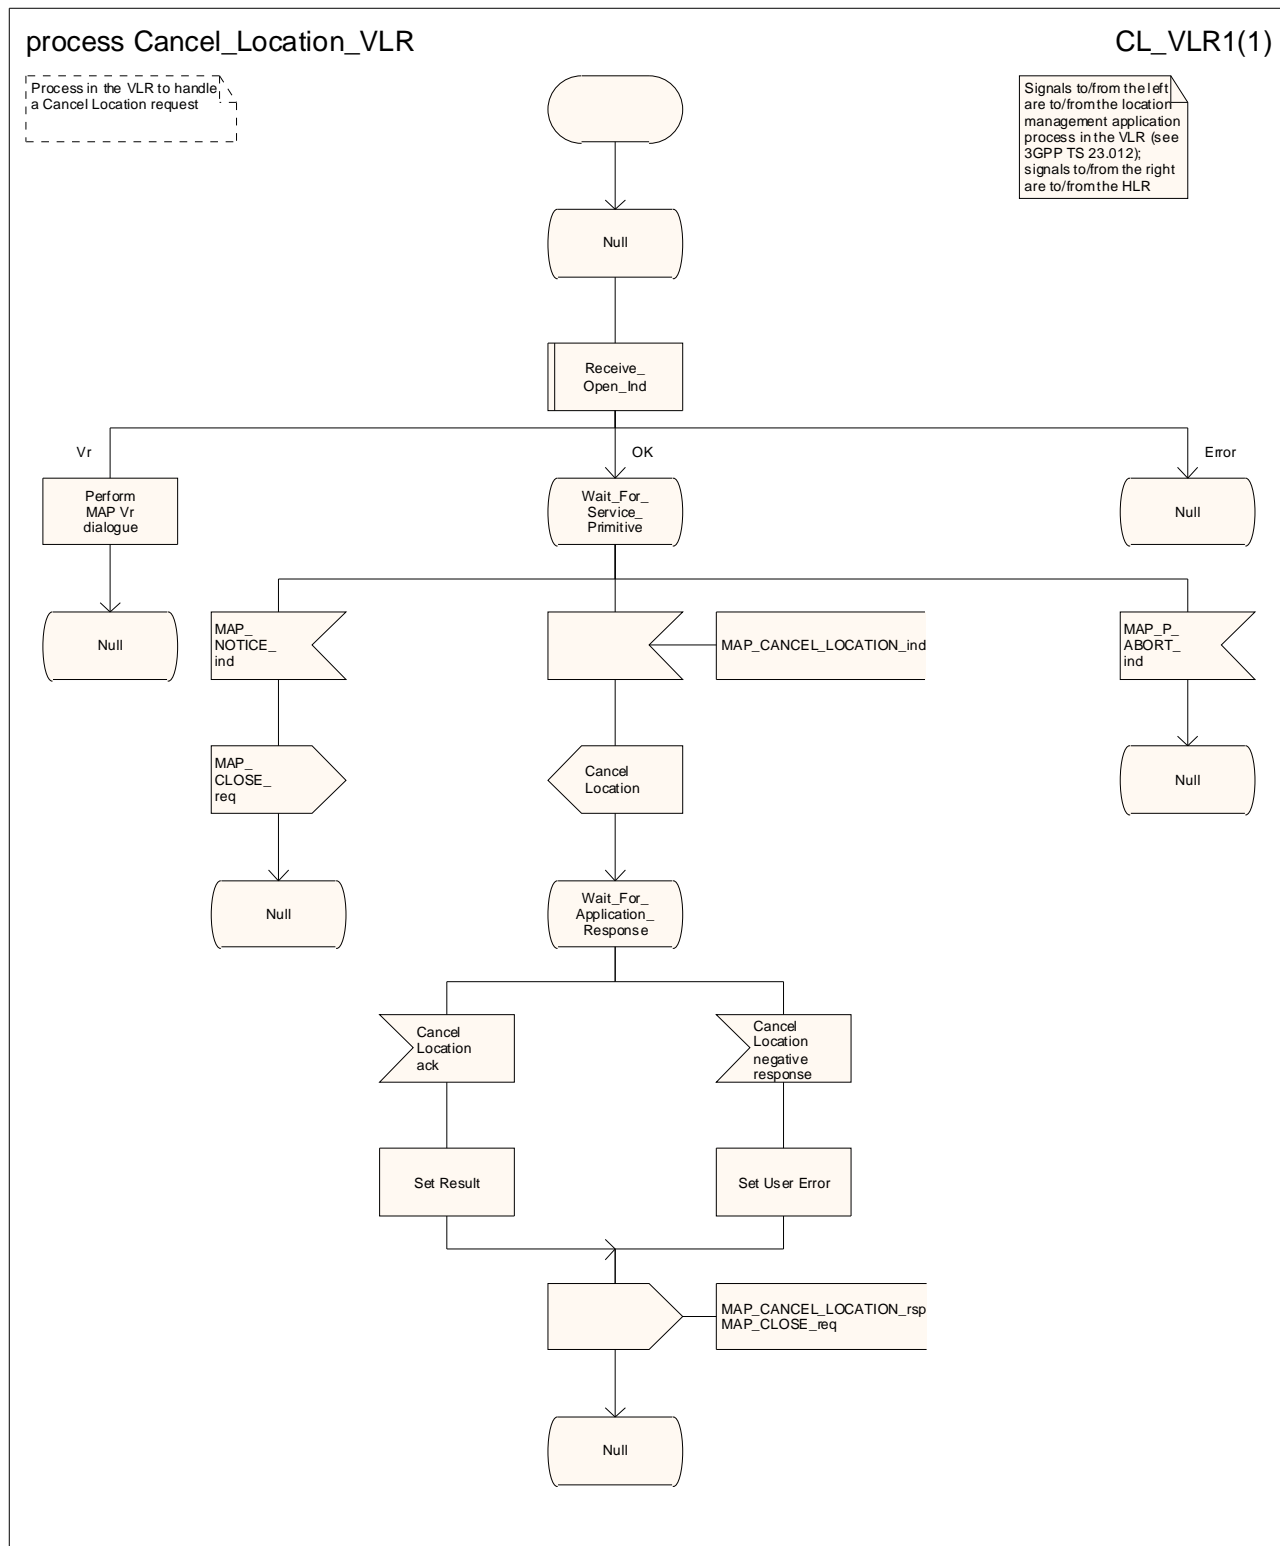 process Cancel_Location_VLR
CL_VLR1(1)
Process in the VLR to handle
a Cancel Location request
Signals to/from the left
are to/from the location
management application
process in the VLR (see
3GPP TS 23.012);
signals to/from the right
are to/from the HLR
Null
Receive_
Open_Ind
Vr
OK
Error
Perform
MAP Vr
dialogue
Wait_For_
Service_
Primitive
Null
Null
MAP_
NOTICE_
ind
MAP_CANCEL_LOCATION_ind
MAP_P_
ABORT_
ind
MAP_
CLOSE_
req
Cancel
Location
Null
Null
Wait_For_
Application_
Response
Cancel
Location
ack
Cancel
Location
negative
response
Set Result
Set User Error
MAP_CANCEL_LOCATION_rsp
MAP_CLOSE_req
Null